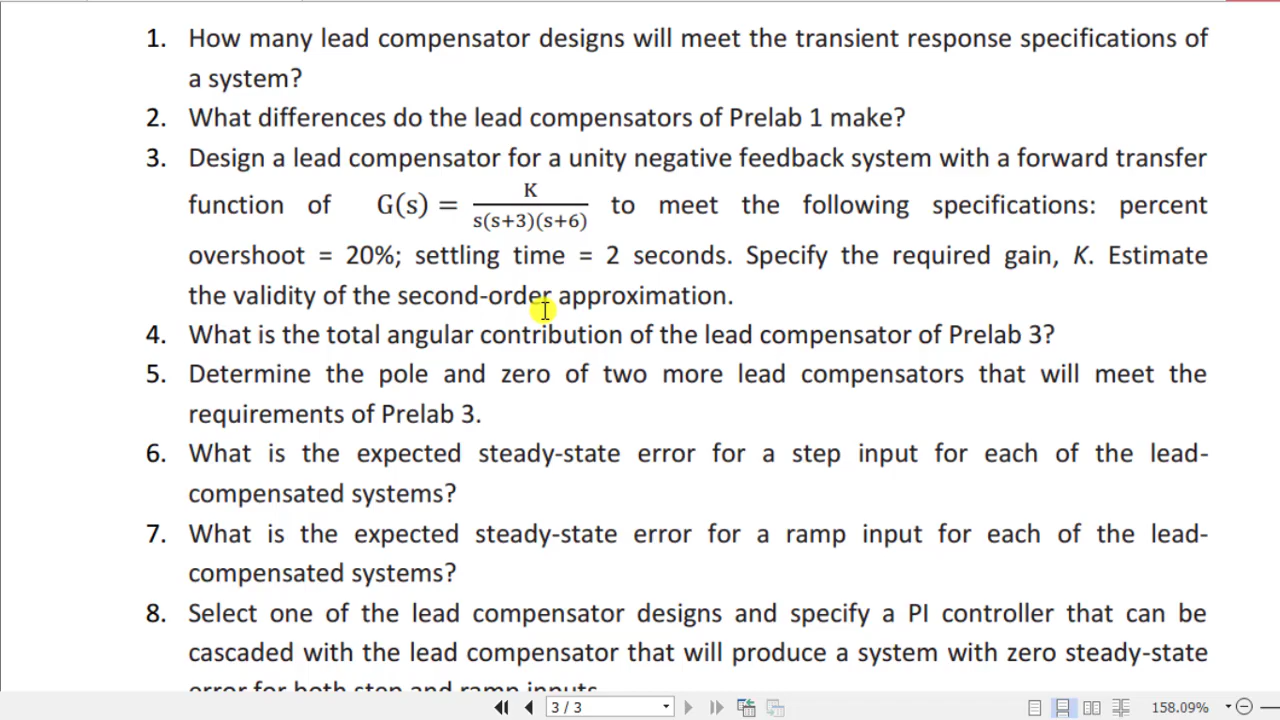 1. How many lead compensator designs will meet the transient response specifications of
a system?
2. What differences do the lead compensators of Prelab 1 make?
3. Design a lead compensator for a unity negative feedback system with a forward transfer
function of G(s) = K / s(s+3)(s+6) to meet the following specifications: percent
overshoot = 20%; settling time = 2 seconds. Specify the required gain, K. Estimate
the validity of the second-order approximation.
4. What is the total angular contribution of the lead compensator of Prelab 3?
5. Determine the pole and zero of two more lead compensators that will meet the
requirements of Prelab 3.
6. What is the expected steady-state error for a step input for each of the lead-
compensated systems?
7. What is the expected steady-state error for a ramp input for each of the lead-
compensated systems?
8. Select one of the lead compensator designs and specify a PI controller that can be
cascaded with the lead compensator that will produce a system with zero steady-state
error for both step and ramp inputs.
3 / 3 158.09%